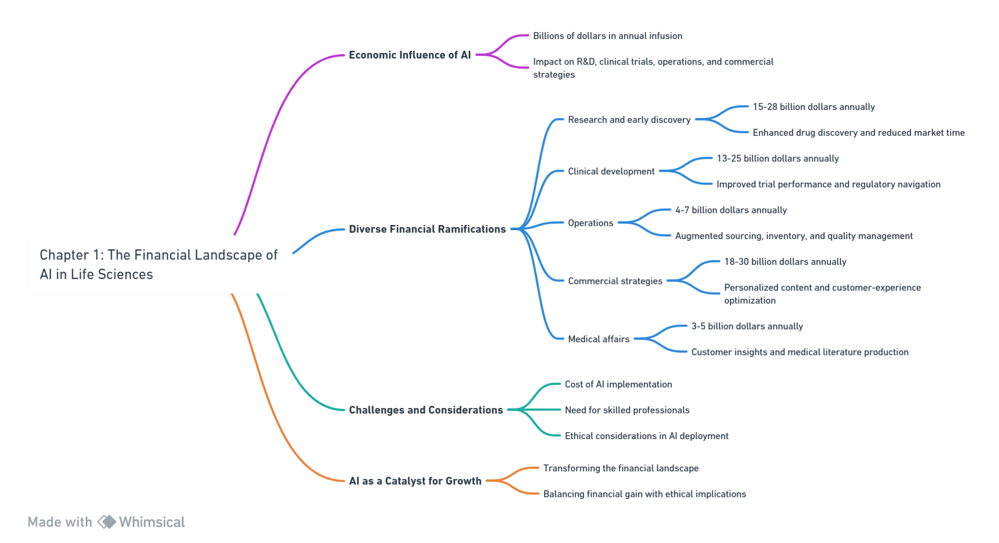 Chapter 1: The Financial Landscape of
AI in Life Sciences
Economic Influence of AI
Billions of dollars in annual infusion
Impact on R&D, clinical trials, operations, and commercial
strategies
Diverse Financial Ramifications
Research and early discovery
15-28 billion dollars annually
Enhanced drug discovery and reduced market time
Clinical development
13-25 billion dollars annually
Improved trial performance and regulatory navigation
Operations
4-7 billion dollars annually
Augmented sourcing, inventory, and quality management
Commercial strategies
18-30 billion dollars annually
Personalized content and customer-experience
optimization
Medical affairs
3-5 billion dollars annually
Customer insights and medical literature production
Challenges and Considerations
Cost of AI implementation
Need for skilled professionals
Ethical considerations in AI deployment
AI as a Catalyst for Growth
Transforming the financial landscape
Balancing financial gain with ethical implications
Made with Whimsical